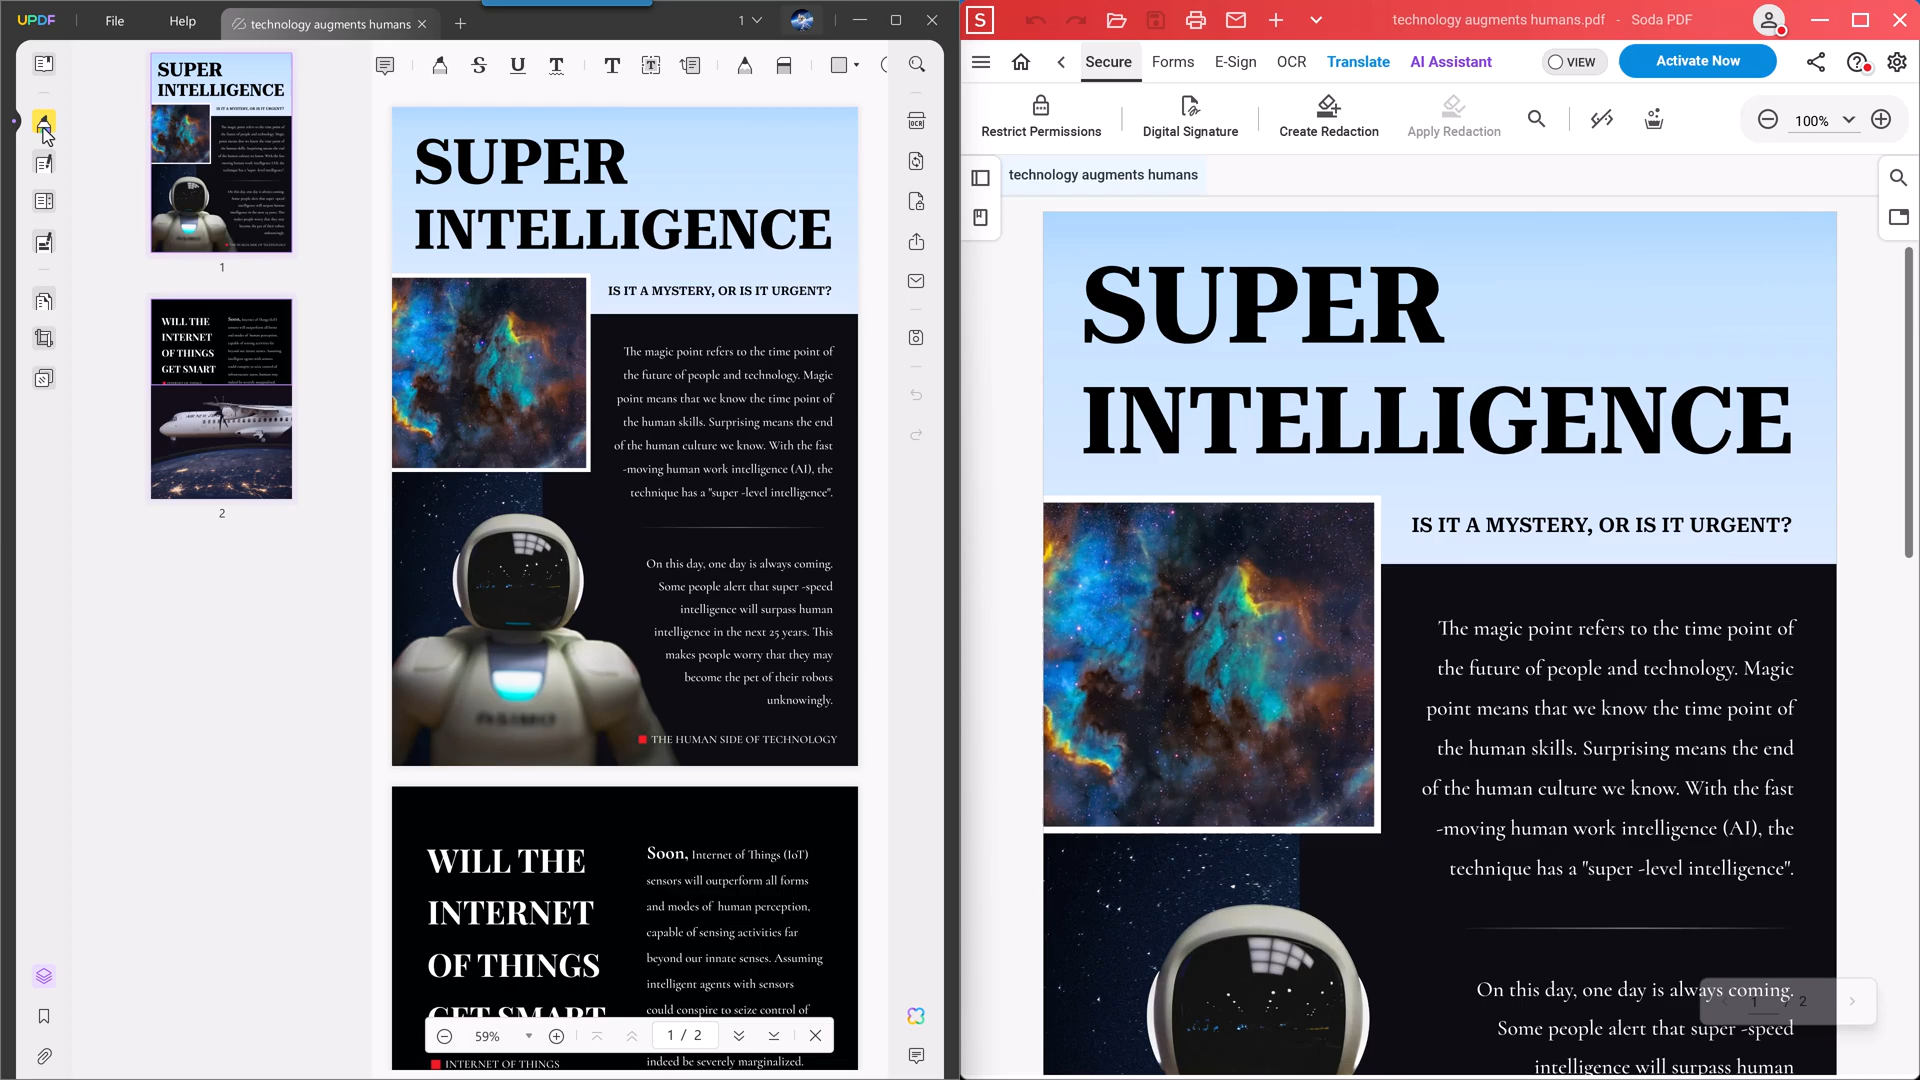 UPDF
File
Help
technology augments humans
1
SUPER
INTELLIGENCE
IS IT A MYSTERY, OR IS IT URGENT?
1
WILL THE
INTERNET
OF THINGS
GET SMART
2
SUPER
INTELLIGENCE
IS IT A MYSTERY, OR IS IT URGENT?
The magic point refers to the time point of
the future of people and technology. Magic
point means that we know the time point of
the human skills. Surprising means the end
of the human culture we know. With the fast
-moving human work intelligence (AI), the
technique has a "super -level intelligence".
On this day, one day is always coming.
Some people alert that super -speed
intelligence will surpass human
intelligence in the next 25 years. This
makes people worry that they may
become the pet of their robots
unknowingly.
THE HUMAN SIDE OF TECHNOLOGY
WILL THE
INTERNET
OF THINGS
GET SMART
Soon, Internet of Things (IoT)
sensors will outperform all forms
and modes of human perception,
capable of sensing activities far
beyond our innate senses. Assuming
intelligent agents with sensors
could conspire to seize control of
indeed be severely marginalized.
INTERNET OF THINGS
59%
1 / 2
OCR
technology augments humans.pdf - Soda PDF
Secure
Forms
E-Sign
OCR
Translate
AI Assistant
VIEW
Activate Now
Restrict Permissions
Digital Signature
Create Redaction
Apply Redaction
100%
technology augments humans
SUPER
INTELLIGENCE
IS IT A MYSTERY, OR IS IT URGENT?
The magic point refers to the time point of
the future of people and technology. Magic
point means that we know the time point of
the human skills. Surprising means the end
of the human culture we know. With the fast
-moving human work intelligence (AI), the
technique has a "super -level intelligence".
On this day, one day is always coming.
Some people alert that super -speed
intelligence will surpass human
1 / 2